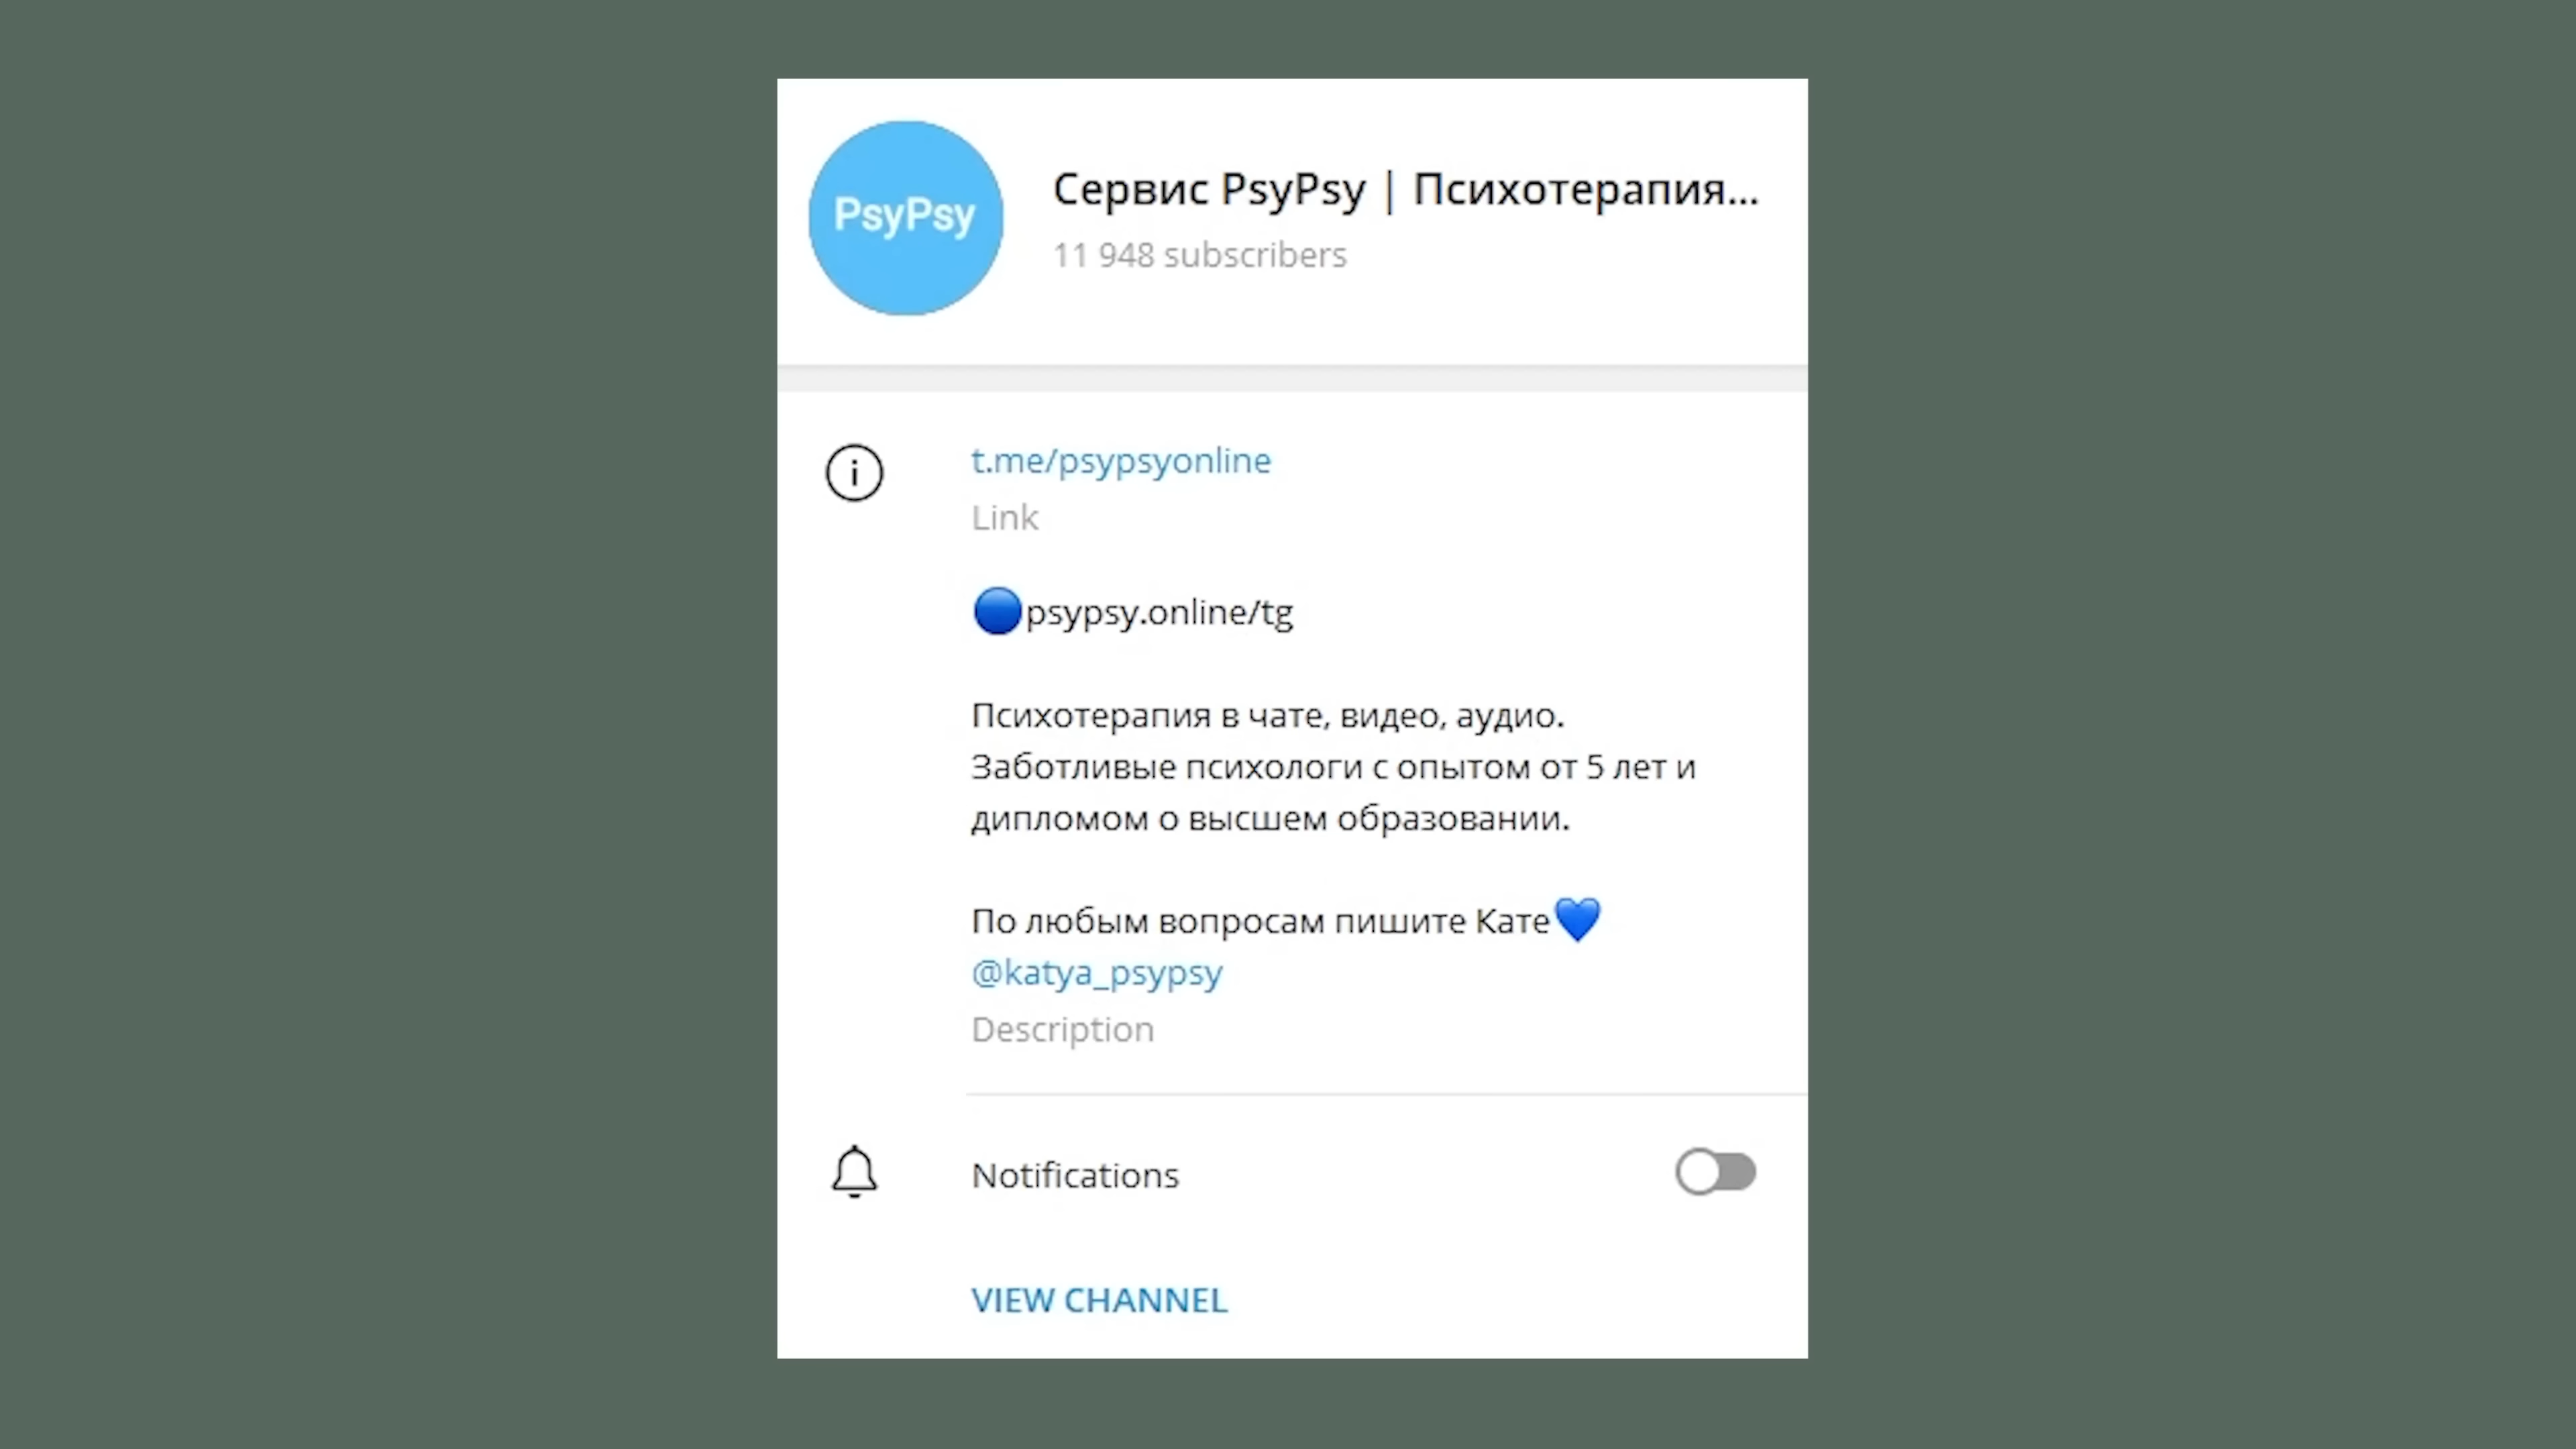 PsyPsy
Сервис PsyPsy | Психотерапия...
11 948 subscribers
t.me/psypsyonline
Link
🔵psypsy.online/tg
Психотерапия в чате, видео, аудио.
Заботливые психологи с опытом от 5 лет и
дипломом о высшем образовании.
По любым вопросам пишите Кате💙
@katya_psypsy
Description
Notifications
VIEW CHANNEL